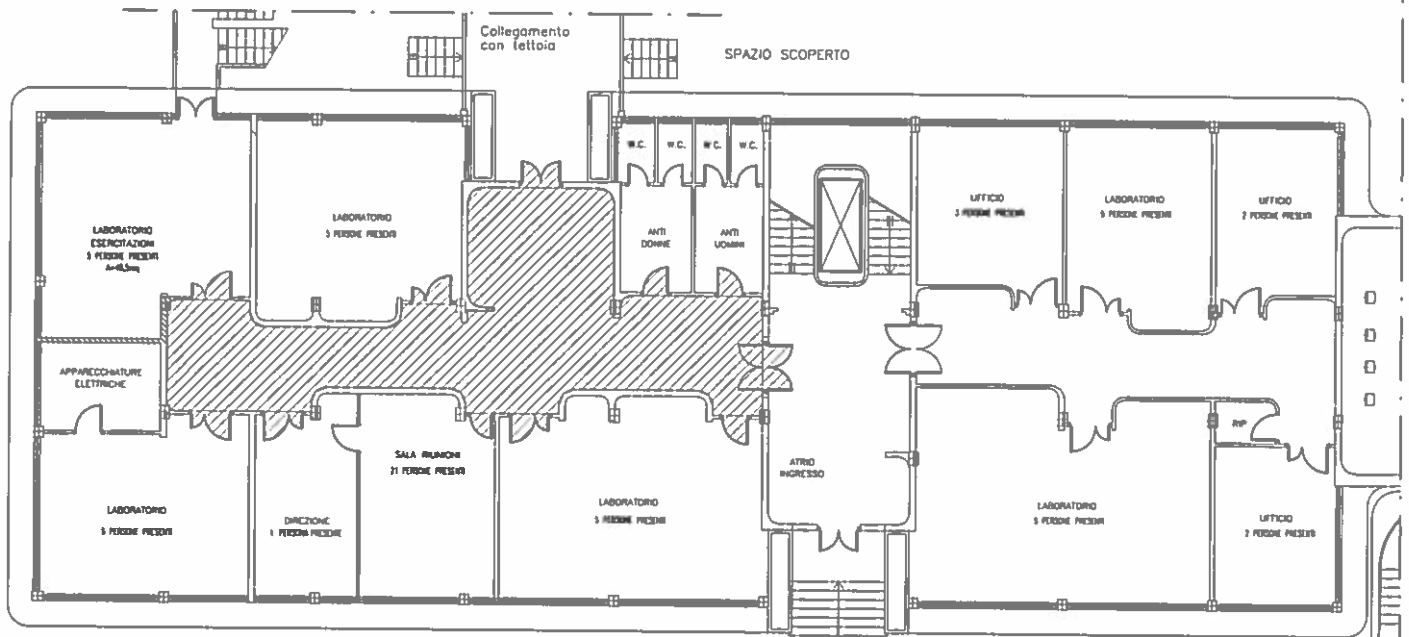 Collegamento
con tettoia
SPAZIO SCOPERTO
W.C.
W.C.
W.C.
W.C.
LABORATORIO
ESERCITAZIONI
5 PERSONE PRESENTI
LABORATORIO
5 PERSONE PRESENTI
ANTI
DONNE
ANTI
UOMINI
UFFICIO
3 PERSONE PRESENTI
LABORATORIO
5 PERSONE PRESENTI
UFFICIO
2 PERSONE PRESENTI
APPARECCHIATURE
ELETTRICHE
SALA RIUNIONI
21 PERSONE PRESENTI
ATRIO
INGRESSO
RIP
LABORATORIO
5 PERSONE PRESENTI
DIREZIONE
1 PERSONA PRESENTE
LABORATORIO
5 PERSONE PRESENTI
LABORATORIO
5 PERSONE PRESENTI
UFFICIO
2 PERSONE PRESENTI